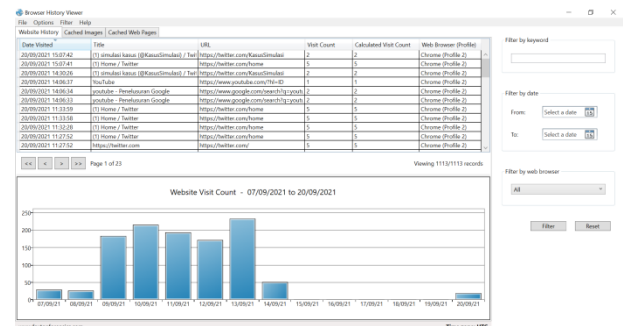 Browser History Viewer
File Options Filter Help
Website History Cached Images Cached Web Pages
Date Visited Title URL Visit Count Calculated Visit Count Web Browser (Profile)
20/09/2021 15:07:42 (1) simulasi kasus (@KasusSimulasi) / Twi https://twitter.com/KasusSimulasi 2 2 Chrome (Profile 2)
20/09/2021 15:07:41 (1) Home / Twitter https://twitter.com/home 5 5 Chrome (Profile 2)
20/09/2021 14:30:26 (1) simulasi kasus (@KasusSimulasi) / Twi https://twitter.com/KasusSimulasi 2 2 Chrome (Profile 2)
20/09/2021 14:06:37 YouTube https://www.youtube.com/?hl=ID 1 1 Chrome (Profile 2)
20/09/2021 14:06:34 youtube - Penelusuran Google https://www.google.com/search?q=youtu 2 2 Chrome (Profile 2)
20/09/2021 14:06:33 youtube - Penelusuran Google https://www.google.com/search?q=youtu 2 2 Chrome (Profile 2)
20/09/2021 11:33:59 (1) Home / Twitter https://twitter.com/home 5 5 Chrome (Profile 2)
20/09/2021 11:33:58 (1) Home / Twitter https://twitter.com/home 5 5 Chrome (Profile 2)
20/09/2021 11:32:26 (1) Home / Twitter https://twitter.com/home 5 5 Chrome (Profile 2)
20/09/2021 11:27:52 (1) Home / Twitter https://twitter.com/home 5 5 Chrome (Profile 2)
20/09/2021 11:27:52 https://twitter.com https://twitter.com/ 5 5 Chrome (Profile 2)
<< < > >> Page 1 of 23 Viewing 1113/1113 records
Website Visit Count - 07/09/2021 to 20/09/2021
250
200
150
100
50
0
07/09/21 08/09/21 09/09/21 10/09/21 11/09/21 12/09/21 13/09/21 14/09/21 15/09/21 16/09/21 17/09/21 18/09/21 19/09/21 20/09/21
Filter by keyword
Filter by date
From: Select a date 15
To: Select a date 15
Filter by web browser
All
Filter Reset